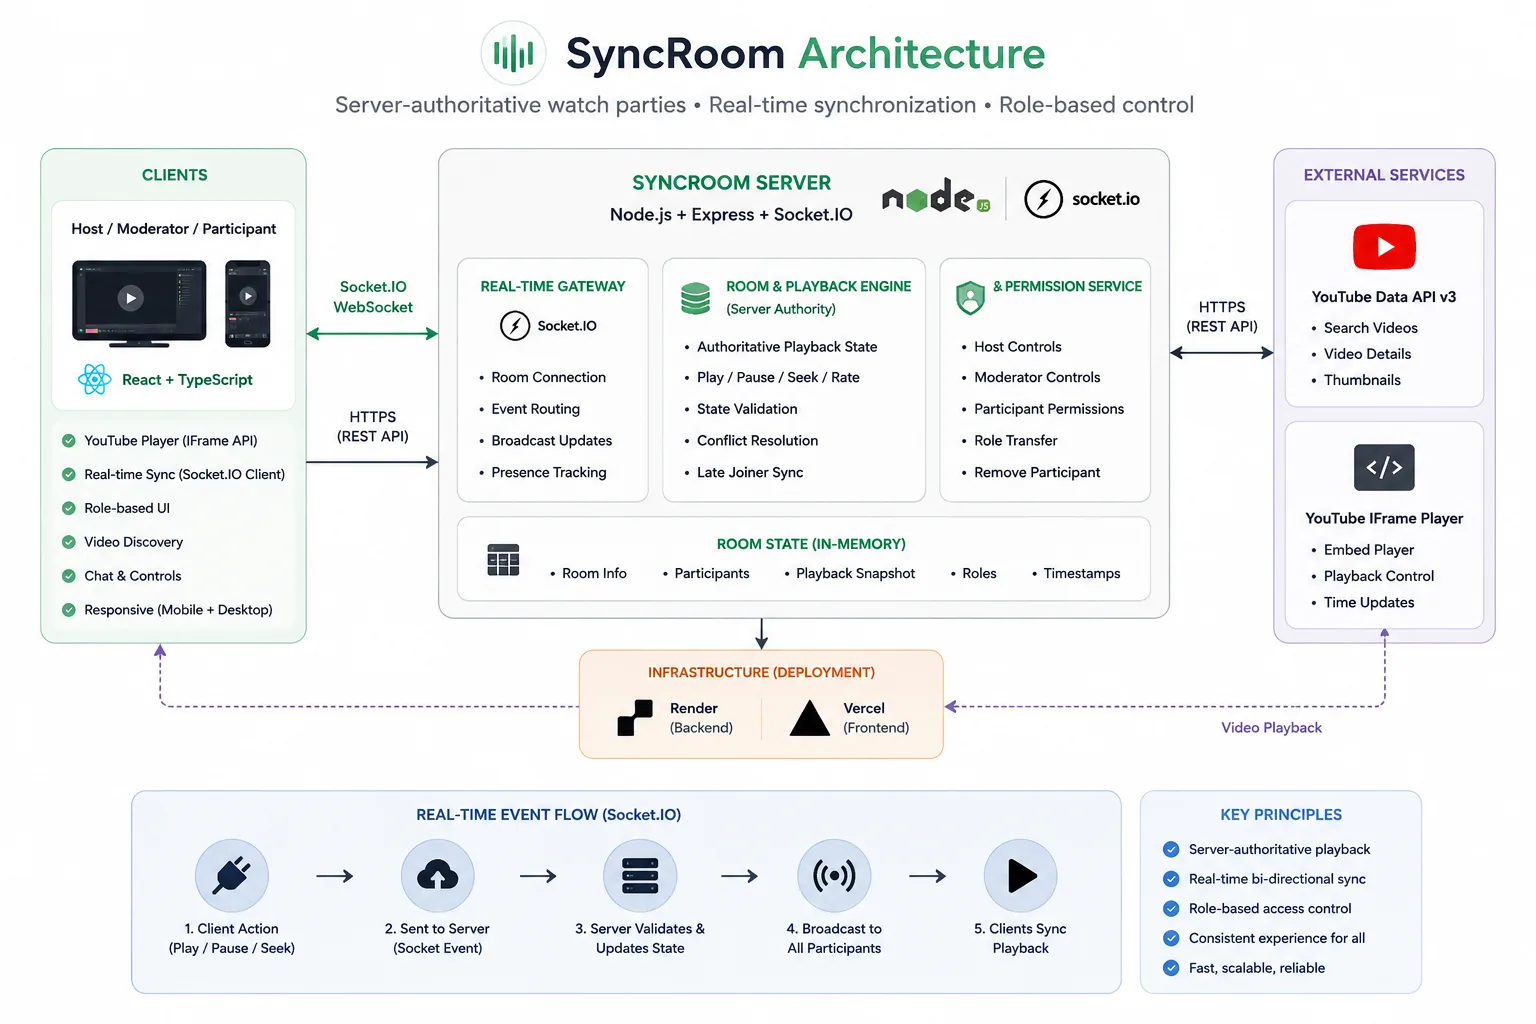 SyncRoom Architecture
Server-authoritative watch parties • Real-time synchronization • Role-based control
CLIENTS
Host / Moderator / Participant
React + TypeScript
YouTube Player (IFrame API)
Real-time Sync (Socket.IO Client)
Role-based UI
Video Discovery
Chat & Controls
Responsive (Mobile + Desktop)
Socket.IO
WebSocket
HTTPS
(REST API)
SYNCROOM SERVER
Node.js + Express + Socket.IO
node
JS
socket.io
REAL-TIME GATEWAY
Socket.IO
• Room Connection
• Event Routing
• Broadcast Updates
• Presence Tracking
ROOM & PLAYBACK ENGINE
(Server Authority)
• Authoritative Playback State
• Play / Pause / Seek / Rate
• State Validation
• Conflict Resolution
• Late Joiner Sync
& PERMISSION SERVICE
• Host Controls
• Moderator Controls
• Participant Permissions
• Role Transfer
• Remove Participant
ROOM STATE (IN-MEMORY)
• Room Info • Participants • Playback Snapshot • Roles • Timestamps
HTTPS
(REST API)
EXTERNAL SERVICES
YouTube Data API v3
• Search Videos
• Video Details
• Thumbnails
</>
YouTube IFrame Player
• Embed Player
• Playback Control
• Time Updates
INFRASTRUCTURE (DEPLOYMENT)
Render
(Backend)
Vercel
(Frontend)
Video Playback
REAL-TIME EVENT FLOW (Socket.IO)
1. Client Action
(Play / Pause / Seek)
2. Sent to Server
(Socket Event)
3. Server Validates &
Updates State
4. Broadcast to
All Participants
5. Clients Sync
Playback
KEY PRINCIPLES
Server-authoritative playback
Real-time bi-directional sync
Role-based access control
Consistent experience for all
Fast, scalable, reliable